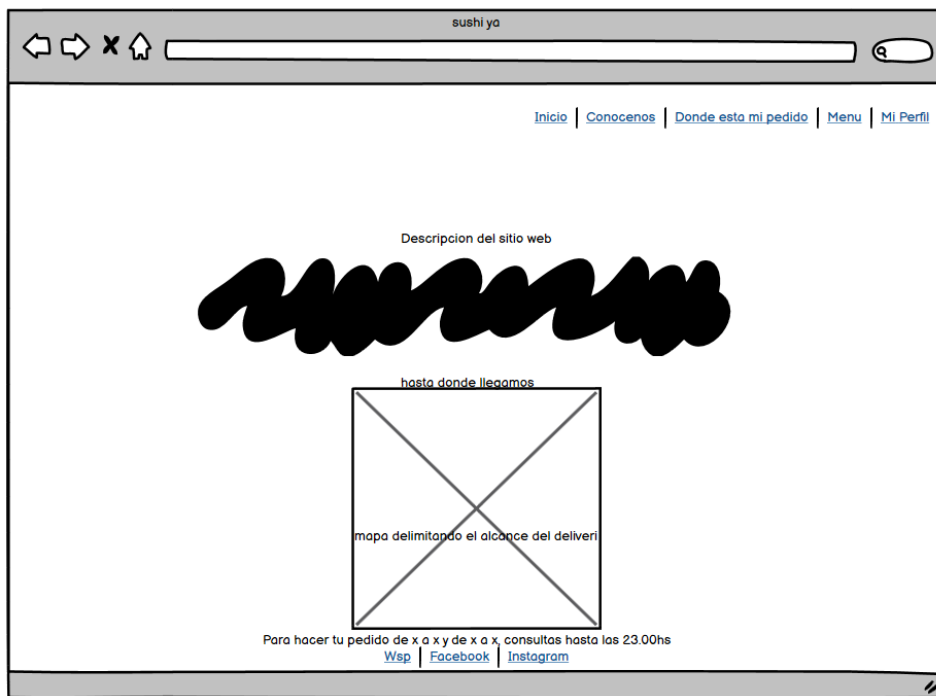 sushi ya
Inicio | Conocenos | Donde esta mi pedido | Menu | Mi Perfil
Descripcion del sitio web
hasta donde llegamos
mapa delimitando el alcance del deliveri
Para hacer tu pedido de x a x y de x a x, consultas hasta las 23.00hs
Wsp | Facebook | Instagram